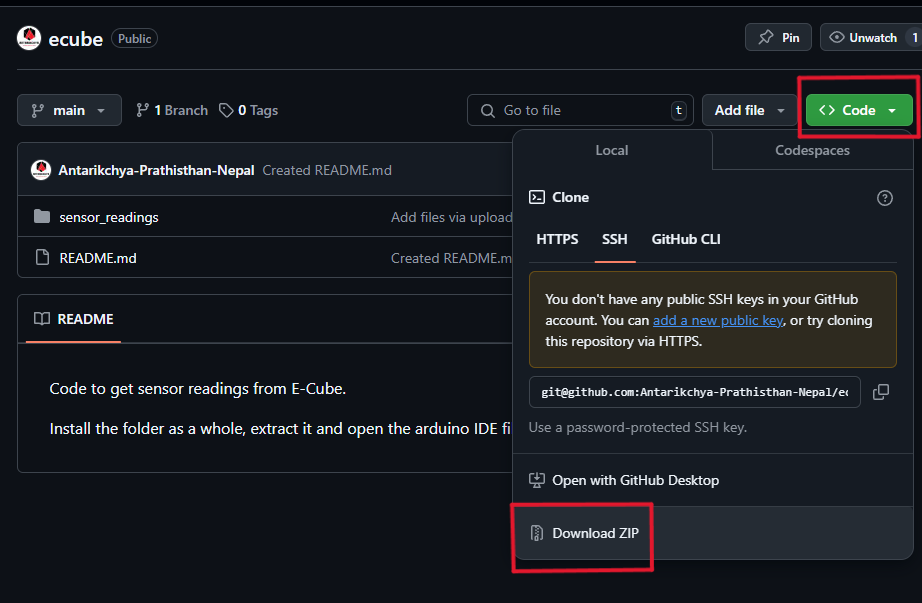 ecube Public
Pin
Unwatch 1
main
1 Branch
0 Tags
Go to file t
Add file
Code
Antarikchya-Prathisthan-Nepal Created README.md
sensor_readings Add files via upload
README.md Created README.m
README
Code to get sensor readings from E-Cube.
Install the folder as a whole, extract it and open the arduino IDE fi
Local
Codespaces
Clone
HTTPS
SSH
GitHub CLI
You don't have any public SSH keys in your GitHub
account. You can add a new public key, or try cloning
this repository via HTTPS.
git@github.com:Antarikchya-Prathisthan-Nepal/ec
Use a password-protected SSH key.
Open with GitHub Desktop
Download ZIP